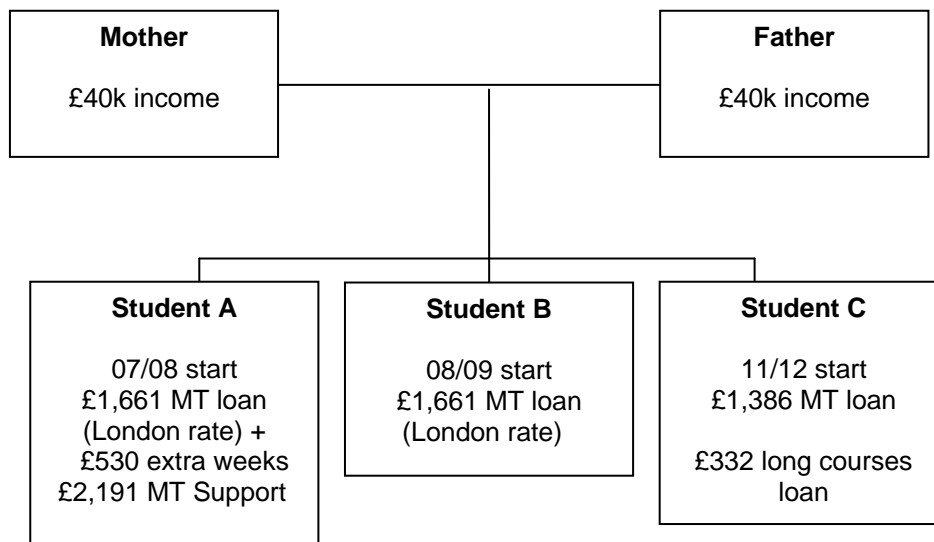 Mother
£40k income
Father
£40k income
Student A
07/08 start
£1,661 MT loan
(London rate) +
£530 extra weeks
£2,191 MT Support
Student B
08/09 start
£1,661 MT loan
(London rate)
Student C
11/12 start
£1,386 MT loan
£332 long courses
loan